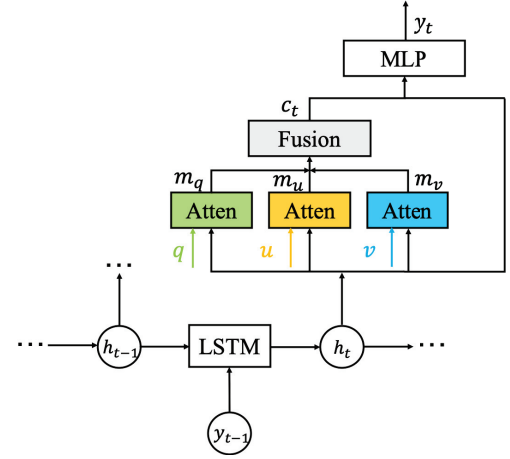 y_t
MLP
c_t
Fusion
m_q m_u m_v
Atten Atten Atten
q u v
...
... h_{t-1} LSTM h_t ...
y_{t-1}